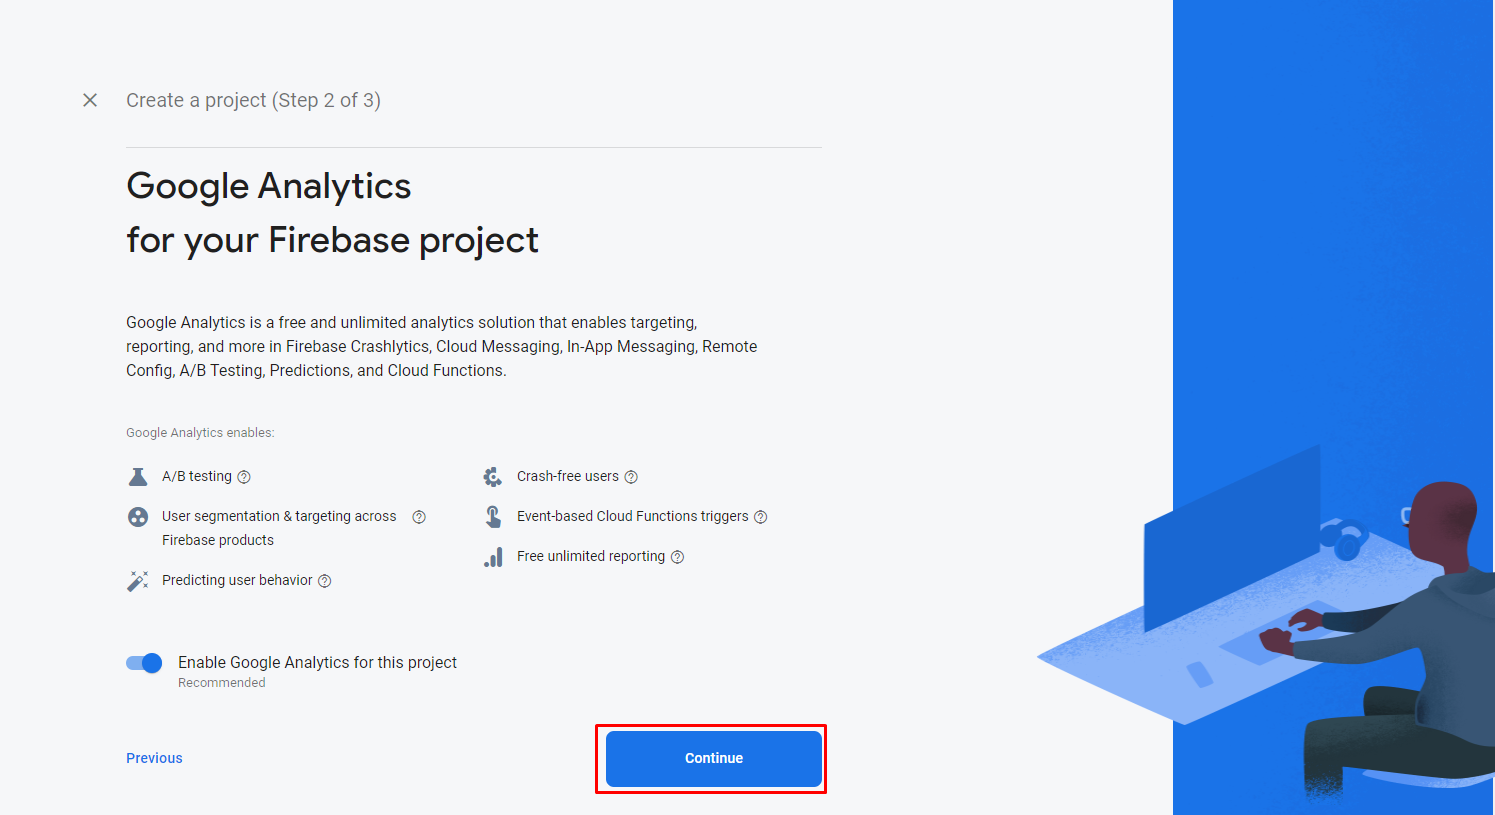 Create a project (Step 2 of 3)
Google Analytics
for your Firebase project
Google Analytics is a free and unlimited analytics solution that enables targeting,
reporting, and more in Firebase Crashlytics, Cloud Messaging, In-App Messaging, Remote
Config, A/B Testing, Predictions, and Cloud Functions.
Google Analytics enables:
A/B testing
User segmentation & targeting across
Firebase products
Predicting user behavior
Crash-free users
Event-based Cloud Functions triggers
Free unlimited reporting
Enable Google Analytics for this project
Recommended
Previous
Continue